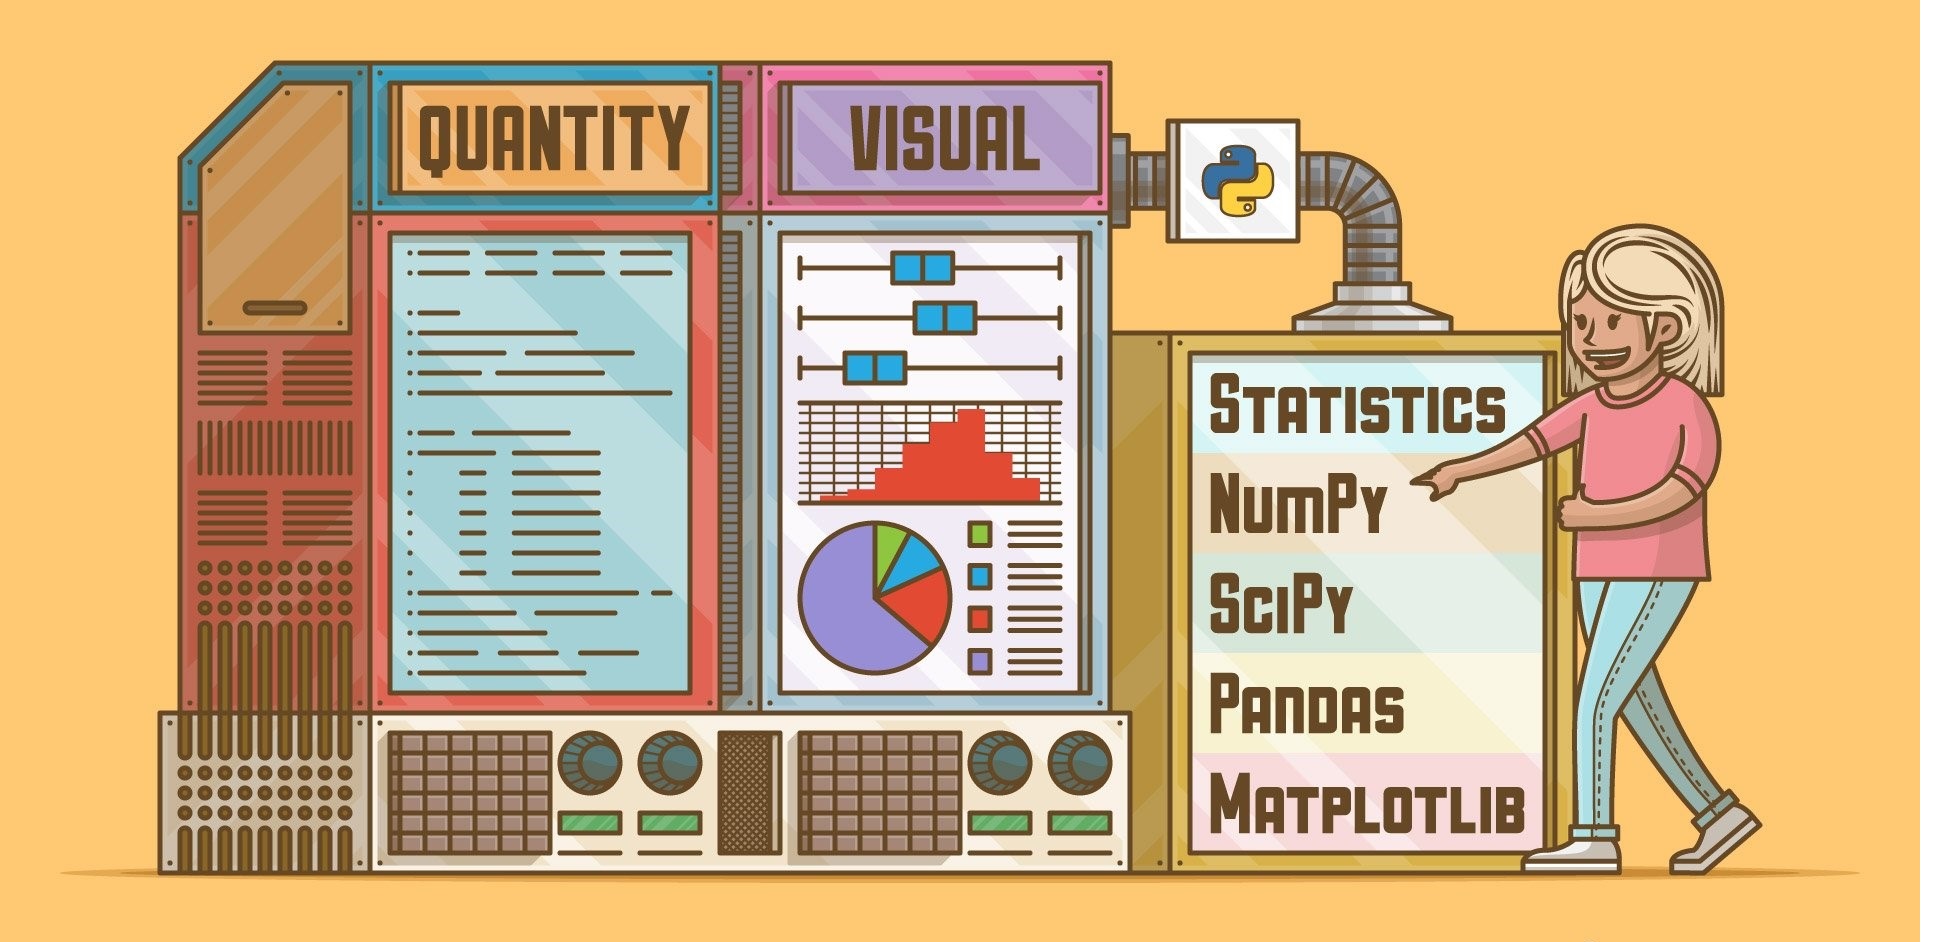 QUANTITY
VISUAL
STATISTICS
NUMPY
SCIPY
PANDAS
MATPLOTLIB